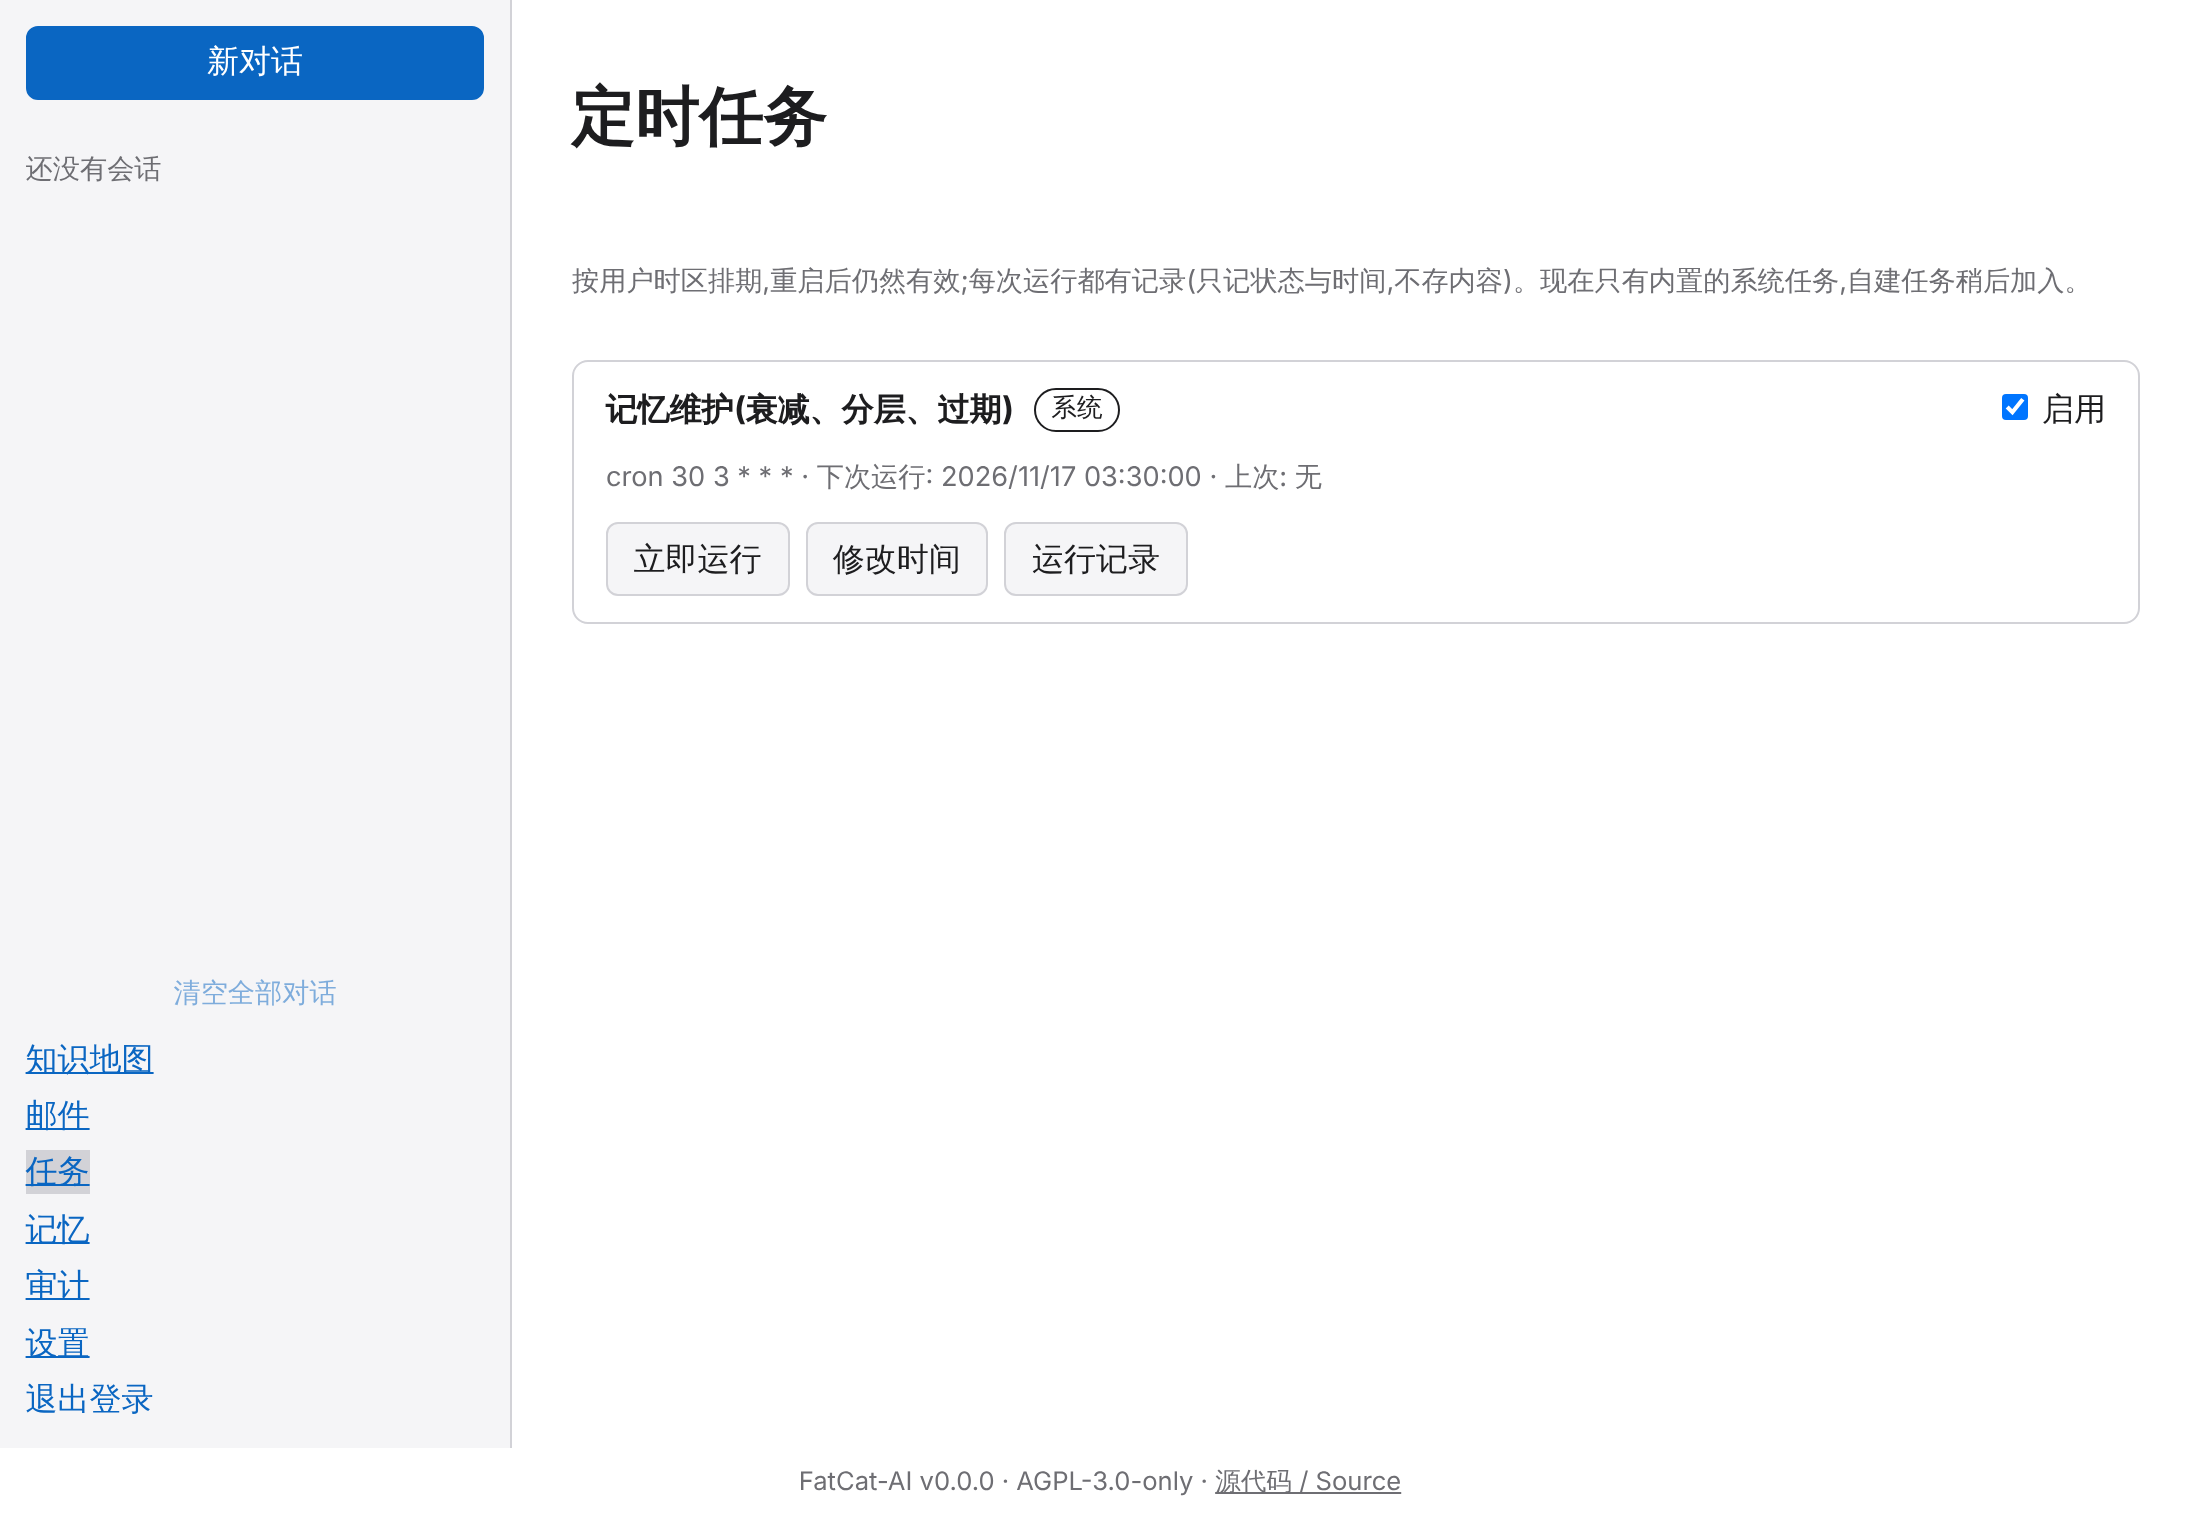 新对话
还没有会话
清空全部对话
知识地图
邮件
任务
记忆
审计
设置
退出登录
定时任务
按用户时区排期,重启后仍然有效;每次运行都有记录(只记状态与时间,不存内容)。现在只有内置的系统任务,自建任务稍后加入。
记忆维护(衰减、分层、过期) 系统 启用
cron 30 3 * * * · 下次运行: 2026/11/17 03:30:00 · 上次: 无
立即运行 修改时间 运行记录
FatCat-AI v0.0.0 · AGPL-3.0-only · 源代码 / Source